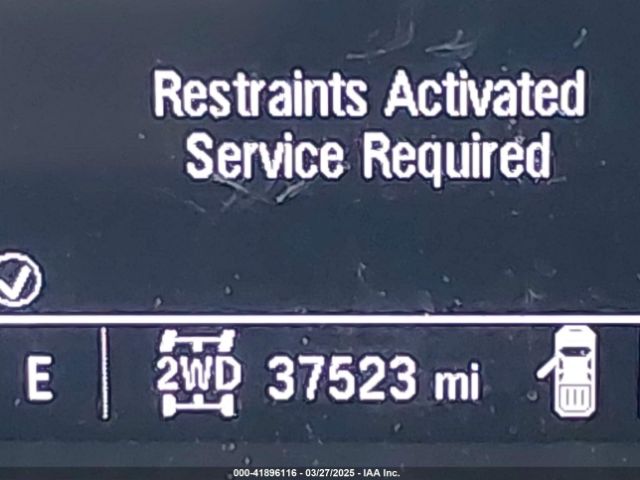 Restraints Activated
Service Required
E 2WD 37523 mi
000-41896116 - 03/27/2025 - IAA Inc.